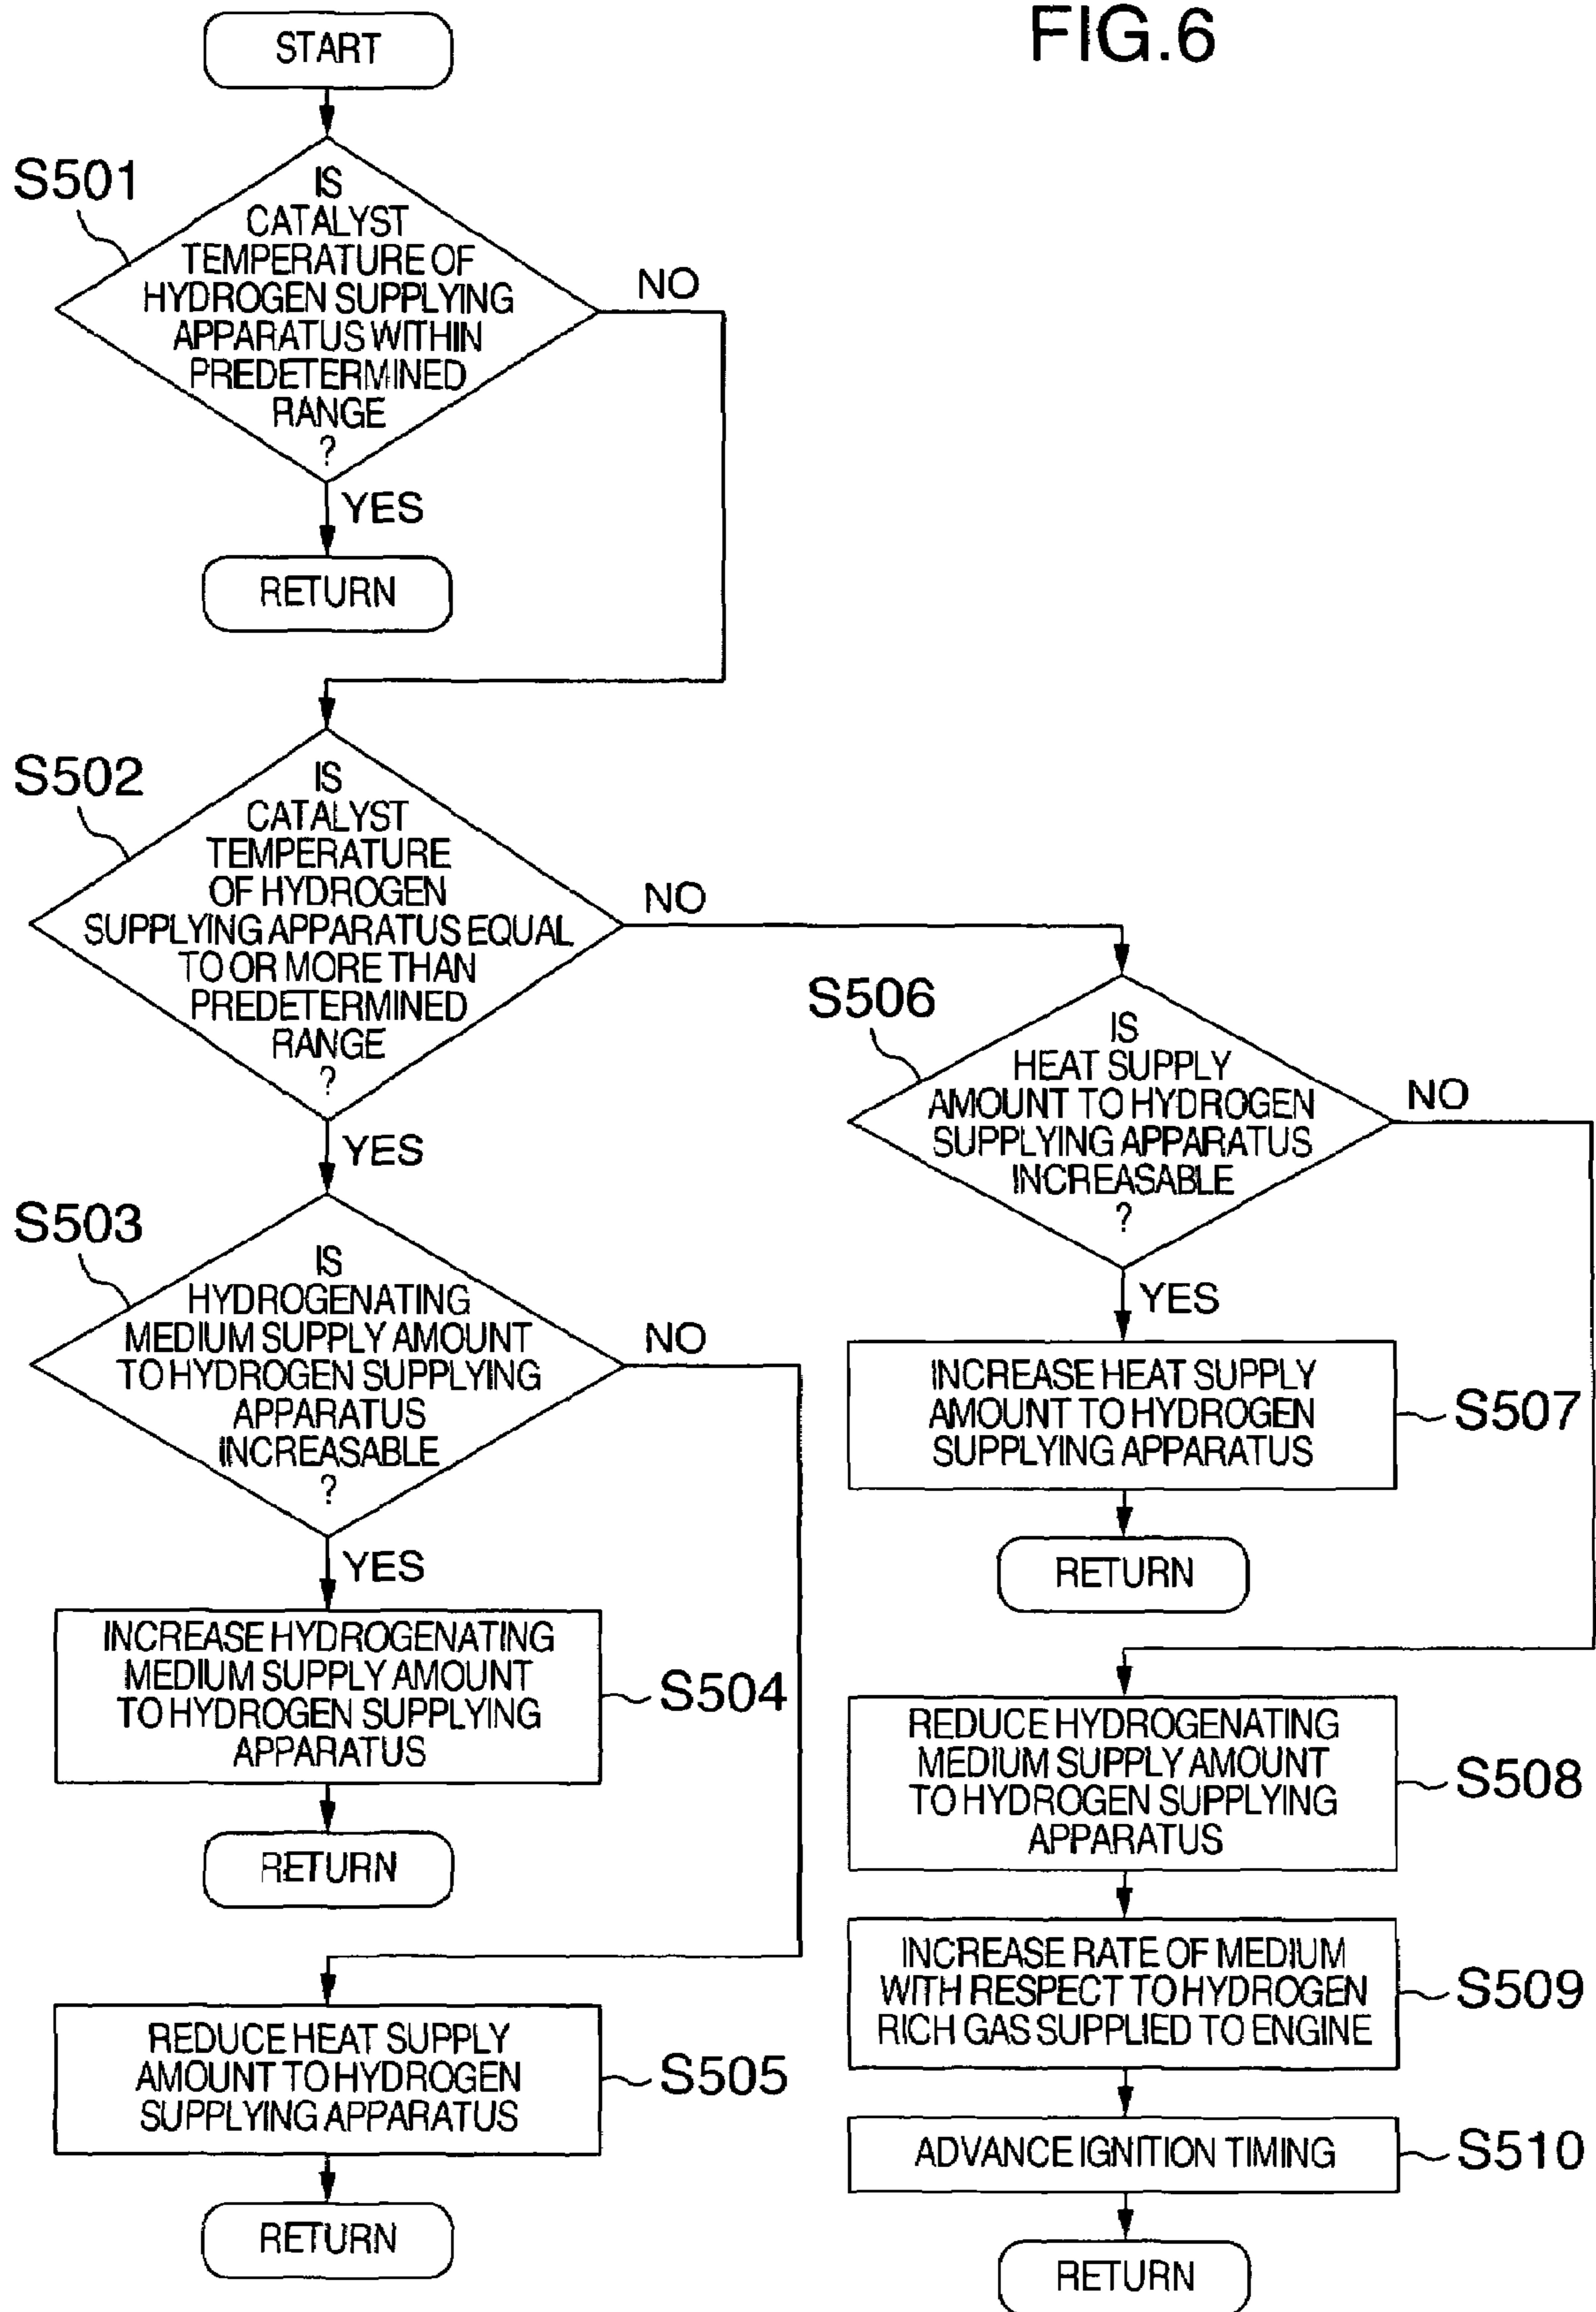 FIG.6
START
S501
IS
CATALYST
TEMPERATURE OF
HYDROGEN SUPPLYING
APPARATUS WITHIN
PREDETERMINED
RANGE
?
NO
YES
RETURN
S502
IS
CATALYST
TEMPERATURE
OF HYDROGEN
SUPPLYING APPARATUS EQUAL
TO OR MORE THAN
PREDETERMINED
RANGE
?
NO
YES
S503
IS
HYDROGENATING
MEDIUM SUPPLY AMOUNT
TO HYDROGEN SUPPLYING
APPARATUS
INCREASABLE
?
NO
YES
INCREASE HYDROGENATING
MEDIUM SUPPLY AMOUNT
TO HYDROGEN SUPPLYING
APPARATUS
S504
RETURN
REDUCE HEAT SUPPLY
AMOUNT TO HYDROGEN
SUPPLYING APPARATUS
S505
RETURN
S506
IS
HEAT SUPPLY
AMOUNT TO HYDROGEN
SUPPLYING APPARATUS
INCREASABLE
?
NO
YES
INCREASE HEAT SUPPLY
AMOUNT TO HYDROGEN
SUPPLYING APPARATUS
S507
RETURN
REDUCE HYDROGENATING
MEDIUM SUPPLY AMOUNT
TO HYDROGEN SUPPLYING
APPARATUS
S508
INCREASE RATE OF MEDIUM
WITH RESPECT TO HYDROGEN
RICH GAS SUPPLIED TO ENGINE
S509
ADVANCE IGNITION TIMING
S510
RETURN